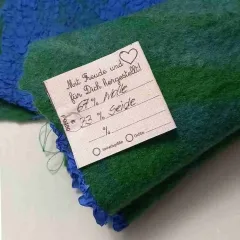 Mit Freude und
für Dich hergestellt!
67 % Wolle
33 % Seide
%